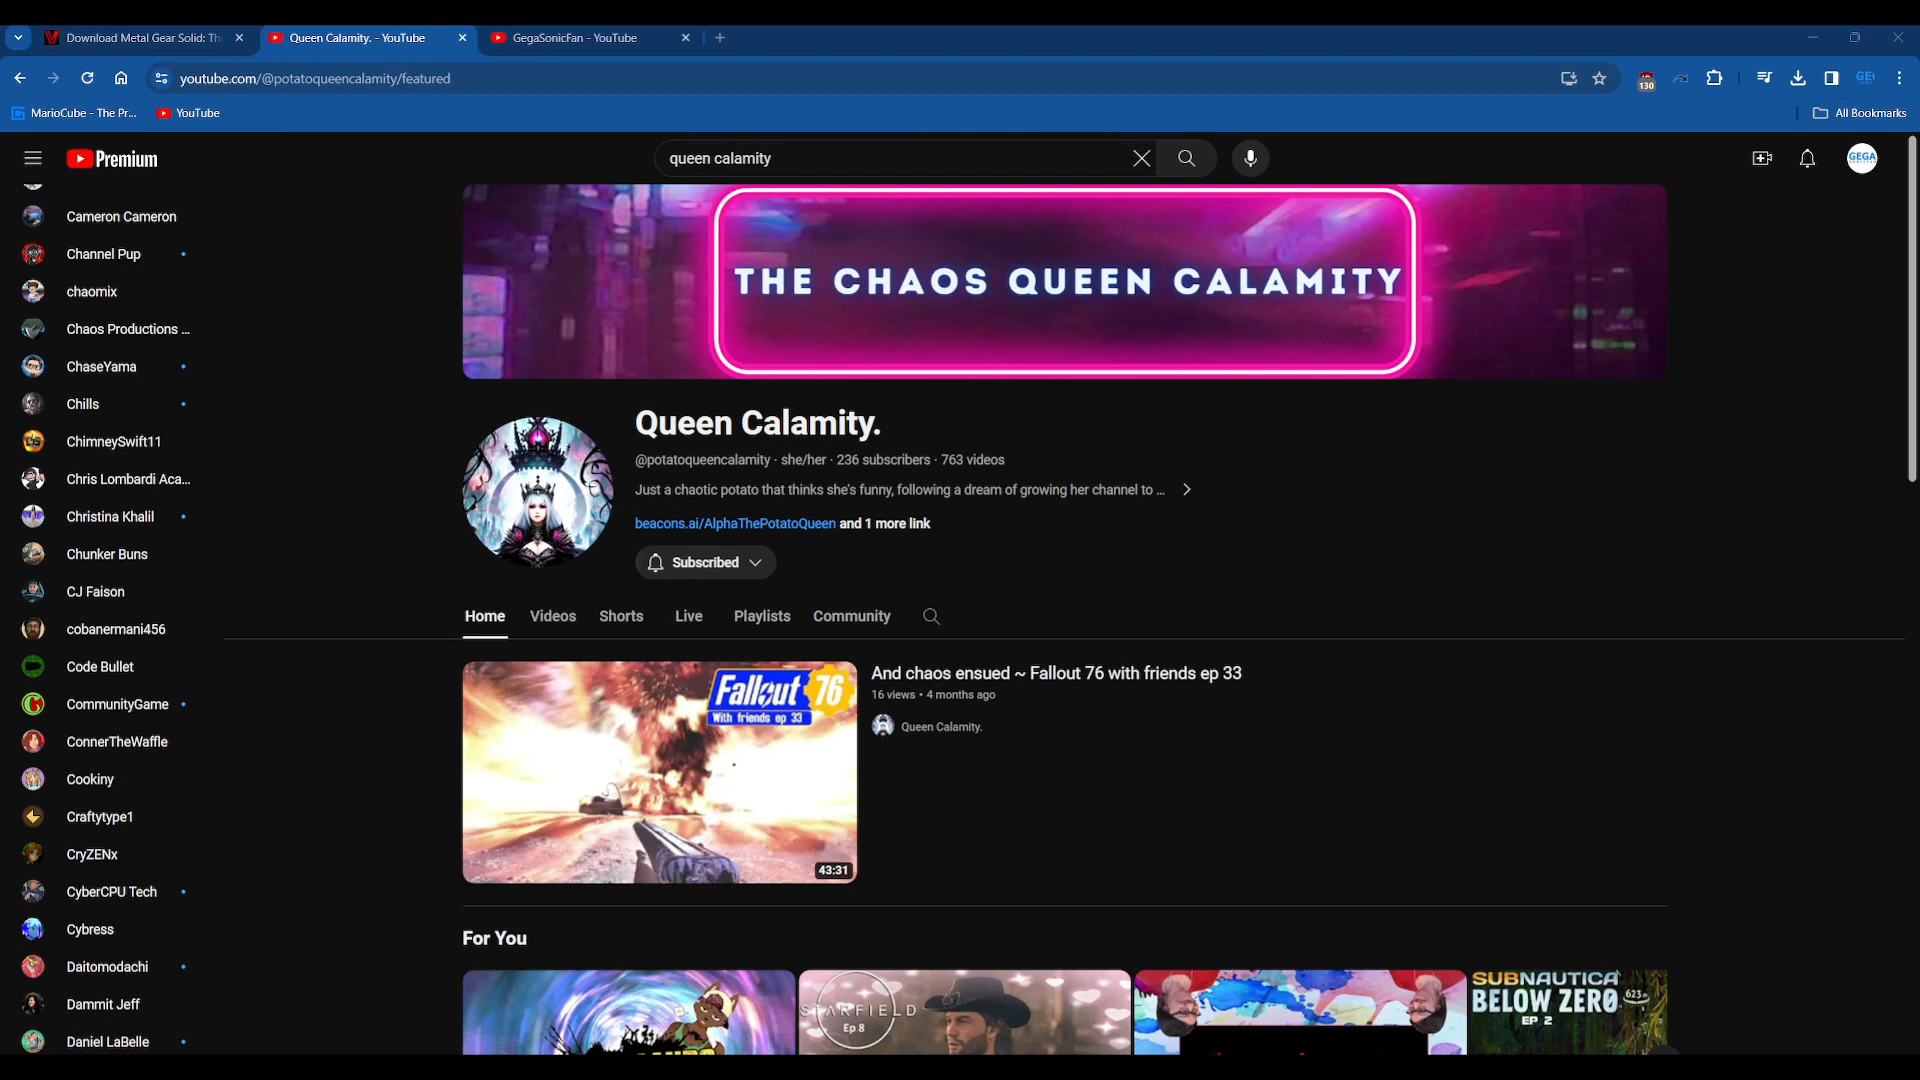 Download Metal Gear Solid: Th
Queen Calamity. - YouTube
GegaSonicFan - YouTube
youtube.com/@potatoqueencalamity/featured
130
GE
MarioCube - The Pr...
YouTube
All Bookmarks
Premium
queen calamity
GEGA
Cameron Cameron
Channel Pup
chaomix
Chaos Productions ...
ChaseYama
Chills
ChimneySwift11
Chris Lombardi Aca...
Christina Khalil
Chunker Buns
CJ Faison
cobanermani456
Code Bullet
CommunityGame
ConnerTheWaffle
Cookiny
Craftytype1
CryZENx
CyberCPU Tech
Cybress
Daitomodachi
Dammit Jeff
Daniel LaBelle
THE CHAOS QUEEN CALAMITY
Queen Calamity.
@potatoqueencalamity · she/her · 236 subscribers · 763 videos
Just a chaotic potato that thinks she's funny, following a dream of growing her channel to ...
beacons.ai/AlphaThePotatoQueen and 1 more link
Subscribed
Home Videos Shorts Live Playlists Community
Fallout 76
With friends ep 33
43:31
And chaos ensued ~ Fallout 76 with friends ep 33
16 views • 4 months ago
Queen Calamity.
For You
STARFIELD
Ep 8
SUBNAUTICA
BELOW ZERO
EP 2
623m